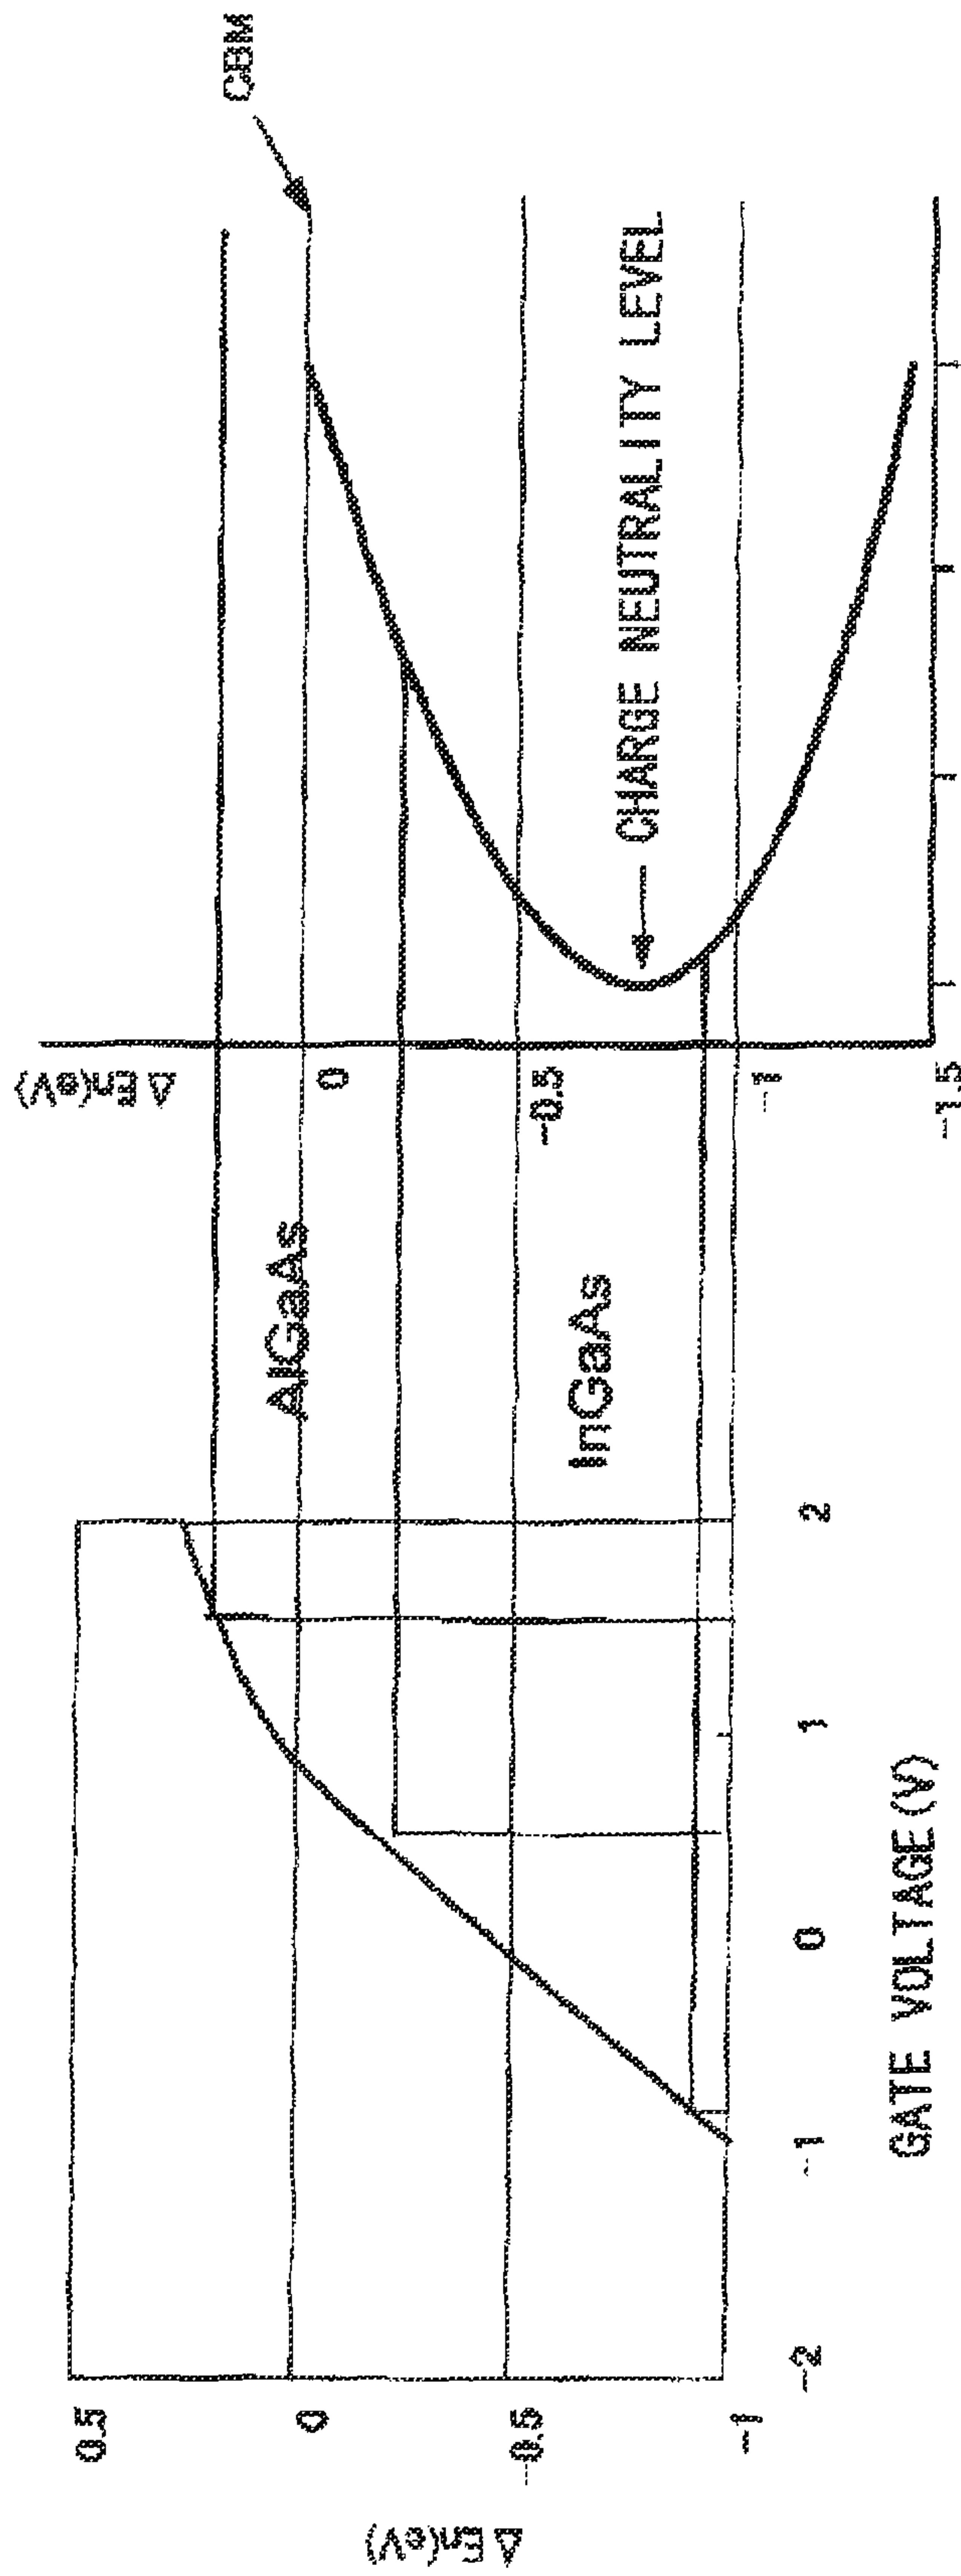 ΔEn(eV)
0.5
0
-0.5
-1
-2
-1
0
1
2
GATE VOLTAGE(V)
AlGaAs
InGaAs
ΔEn(eV)
0
-0.5
-1
-1.5
CBM
CHARGE NEUTRALITY LEVEL